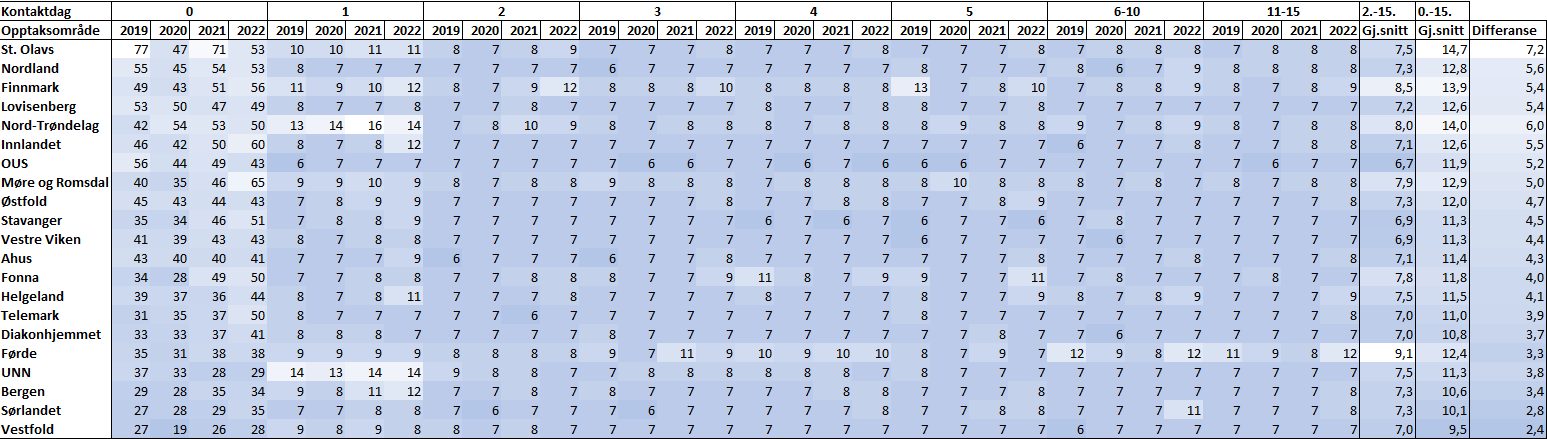 Kontaktdag 0 1 2 3 4 5 6-10 11-15 2.-15. 0.-15.
Opptaksområde 2019 2020 2021 2022 2019 2020 2021 2022 2019 2020 2021 2022 2019 2020 2021 2022 2019 2020 2021 2022 2019 2020 2021 2022 2019 2020 2021 2022 2019 2020 2021 2022 Gj.snitt Gj.snitt Differanse
St. Olavs 77 47 71 53 10 10 11 11 8 7 8 9 7 7 7 8 7 7 7 8 7 7 7 8 7 8 8 8 7 8 8 8 7,5 14,7 7,2
Nordland 55 45 54 53 8 7 7 7 7 7 7 7 6 7 7 7 7 7 7 7 8 7 7 7 8 6 7 9 8 8 8 8 7,3 12,8 5,6
Finnmark 49 43 51 56 11 9 10 12 8 7 9 12 8 8 8 10 8 8 8 8 13 7 8 10 7 8 8 9 8 7 8 9 8,5 13,9 5,4
Lovisenberg 53 50 47 49 8 7 7 8 7 7 8 7 7 7 7 7 8 7 7 8 8 7 7 8 7 7 7 7 7 7 7 7 7,2 12,6 5,4
Nord-Trøndelag 42 54 53 50 13 14 16 14 7 8 10 9 8 7 8 8 7 8 8 8 8 9 8 8 9 7 8 9 8 7 8 8 8,0 14,0 6,0
Innlandet 46 42 50 60 8 7 8 12 7 7 7 7 7 7 7 7 7 7 7 7 7 7 7 7 6 7 7 8 7 7 8 8 7,1 12,6 5,5
OUS 56 44 49 43 6 7 7 7 7 7 7 7 7 6 6 7 7 6 7 6 6 6 7 7 7 7 7 7 7 6 7 7 6,7 11,9 5,2
Møre og Romsdal 40 35 46 65 9 9 10 9 8 7 8 8 9 8 8 8 7 8 8 8 8 10 8 8 8 7 8 7 8 7 8 8 7,9 12,9 5,0
Østfold 45 43 44 43 7 8 9 9 7 7 7 7 7 7 7 8 7 7 8 8 7 7 8 9 7 7 7 7 7 7 7 8 7,3 12,0 4,7
Stavanger 35 34 46 51 7 8 8 9 7 7 7 7 7 7 7 7 6 7 6 7 6 7 7 6 7 8 7 7 7 7 7 7 6,9 11,3 4,5
Vestre Viken 41 39 43 43 8 7 8 8 7 7 7 7 7 7 7 7 7 7 7 7 6 7 7 7 7 6 7 7 7 7 7 7 6,9 11,3 4,4
Ahus 43 40 40 41 7 7 7 9 6 7 7 7 6 7 7 8 7 7 7 7 7 7 7 8 7 7 7 8 7 7 7 8 7,1 11,4 4,3
Fonna 34 28 49 50 7 7 8 8 7 7 8 8 8 7 7 9 11 8 7 9 9 7 7 11 7 8 7 7 7 8 7 8 7,8 11,8 4,0
Helgeland 39 37 36 44 8 7 8 11 7 7 7 8 7 7 7 7 8 7 7 7 8 7 7 9 8 7 8 9 7 7 7 9 7,5 11,5 4,1
Telemark 31 35 37 50 8 7 7 7 7 7 6 7 7 7 7 7 7 7 7 7 8 7 7 7 7 7 7 7 7 7 7 8 7,0 11,0 3,9
Diakonhjemmet 33 33 37 41 8 8 8 7 7 7 7 7 8 7 7 7 7 7 7 7 7 7 8 7 7 6 7 7 7 7 7 7 7,0 10,8 3,7
Førde 35 31 38 38 9 9 9 9 8 8 8 8 9 7 11 9 10 9 10 10 8 7 9 7 12 9 8 12 11 9 8 12 9,1 12,4 3,3
UNN 37 33 28 29 14 13 14 14 9 8 8 7 7 8 8 8 8 8 8 8 8 7 7 7 7 7 7 7 7 7 7 7 7,5 11,3 3,8
Bergen 29 28 35 34 9 8 11 12 7 7 8 7 8 7 7 7 7 7 8 8 7 7 7 8 7 7 7 7 7 7 7 8 7,3 10,6 3,4
Sørlandet 27 28 29 35 7 7 8 8 7 6 7 7 7 6 7 7 7 7 7 8 7 7 8 8 7 7 7 11 7 7 7 8 7,3 10,1 2,8
Vestfold 27 19 26 28 9 8 9 8 8 7 8 7 7 7 7 7 7 7 7 7 7 7 7 7 6 7 7 7 7 7 7 7 7,0 9,5 2,4